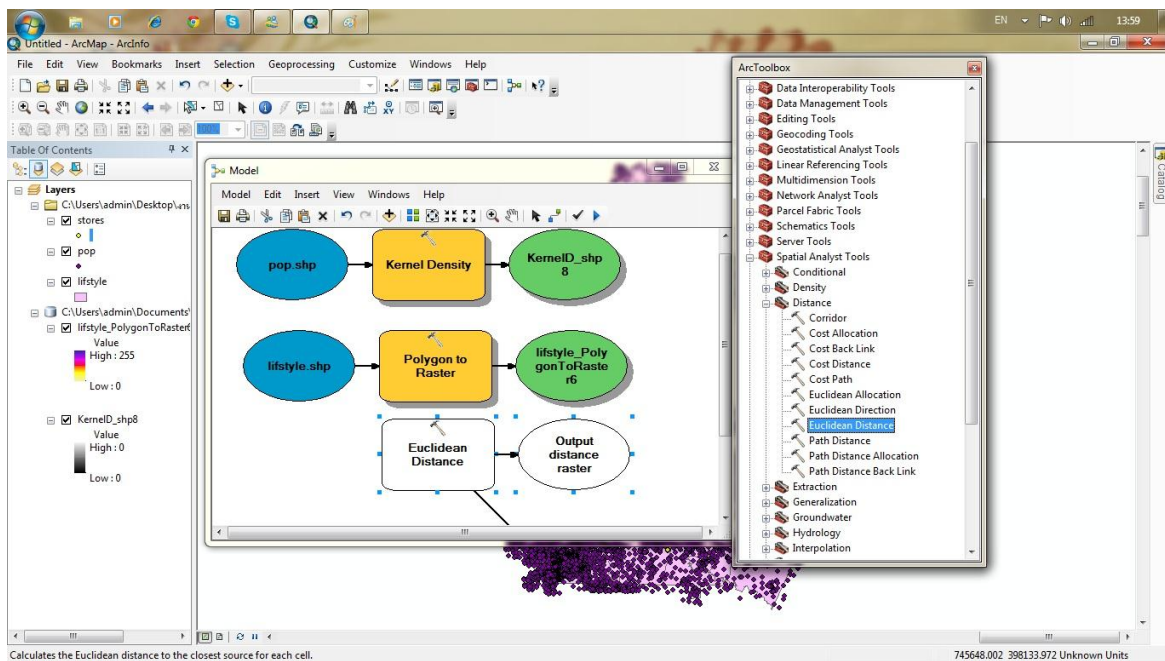 EN
13:59
Untitled - ArcMap - ArcInfo
File Edit View Bookmarks Insert Selection Geoprocessing Customize Windows Help
100%
Table Of Contents
Layers
C:\Users\admin\Desktop\
stores
pop
lifstyle
C:\Users\admin\Documents\
lifstyle_PolygonToRaster6
Value
High : 255
Low : 0
KernelD_shp8
Value
High : 0
Low : 0
Model
Model Edit Insert View Windows Help
pop.shp
Kernel Density
KernelD_shp
8
lifstyle.shp
Polygon to
Raster
lifstyle_Poly
gonToRaste
r6
Euclidean
Distance
Output
distance
raster
ArcToolbox
Data Interoperability Tools
Data Management Tools
Editing Tools
Geocoding Tools
Geostatistical Analyst Tools
Linear Referencing Tools
Multidimension Tools
Network Analyst Tools
Parcel Fabric Tools
Schematics Tools
Server Tools
Spatial Analyst Tools
Conditional
Density
Distance
Corridor
Cost Allocation
Cost Back Link
Cost Distance
Cost Path
Euclidean Allocation
Euclidean Direction
Euclidean Distance
Path Distance
Path Distance Allocation
Path Distance Back Link
Extraction
Generalization
Groundwater
Hydrology
Interpolation
Catalog
Calculates the Euclidean distance to the closest source for each cell.
745648.002 398133.972 Unknown Units